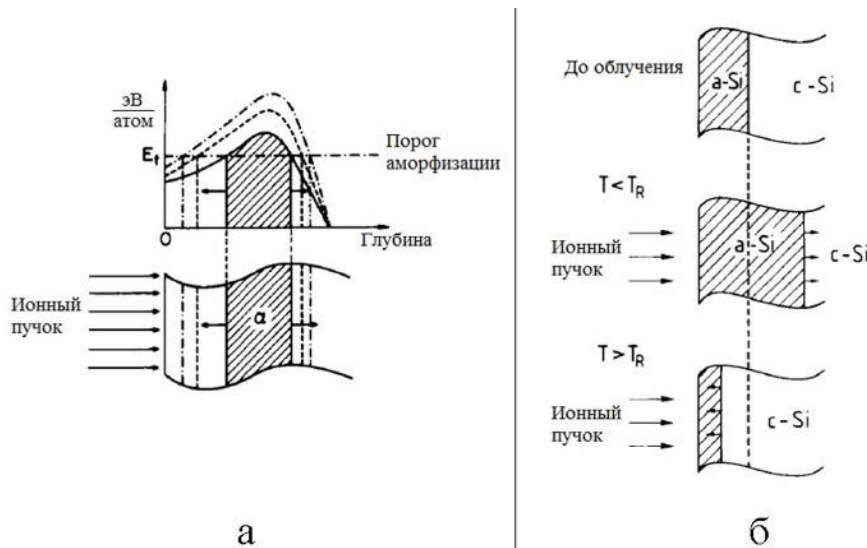 эВ
атом
E_t
Порог
аморфизации
0
Глубина
Ионный
пучок
α
а
До облучения
a-Si
c-Si
T < T_R
Ионный
пучок
a-Si
c-Si
T > T_R
Ионный
пучок
c-Si
б